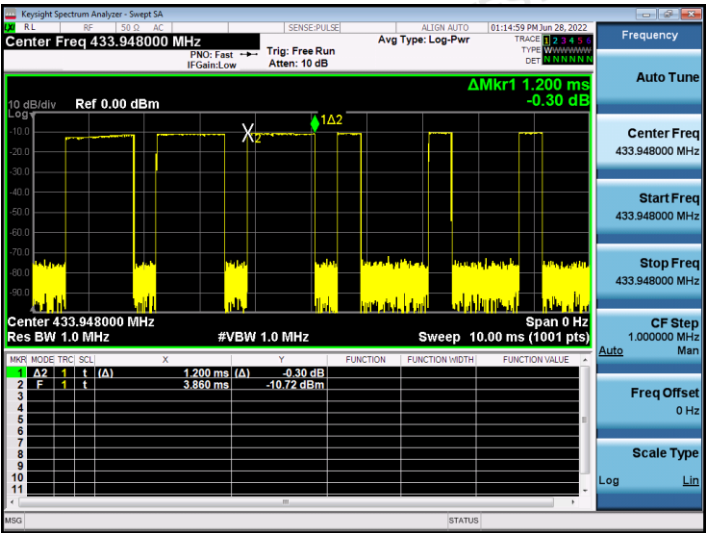 Keysight Spectrum Analyzer - Swept SA
RL RF 50 Ω AC SENSE:PULSE ALIGN AUTO 01:14:59 PM Jun 28, 2022
Center Freq 433.948000 MHz
PNO: Fast
IFGain:Low
Trig: Free Run
Atten: 10 dB
Avg Type: Log-Pwr
TRACE 1 2 3 4 5 6
TYPE WWWWWW
DET N N N N N N
ΔMkr1 1.200 ms
-0.30 dB
10 dB/div Ref 0.00 dBm
Log
-10.0
-20.0
-30.0
-40.0
-50.0
-60.0
-70.0
-80.0
-90.0
X2
1Δ2
Center 433.948000 MHz Span 0 Hz
Res BW 1.0 MHz #VBW 1.0 MHz Sweep 10.00 ms (1001 pts)
MKR MODE TRC SCL X Y FUNCTION FUNCTION WIDTH FUNCTION VALUE
1 Δ2 1 t (Δ) 1.200 ms (Δ) -0.30 dB
2 F 1 t 3.860 ms -10.72 dBm
3
4
5
6
7
8
9
10
11
MSG STATUS
Frequency
Auto Tune
Center Freq
433.948000 MHz
Start Freq
433.948000 MHz
Stop Freq
433.948000 MHz
CF Step
1.000000 MHz
Auto Man
Freq Offset
0 Hz
Scale Type
Log Lin